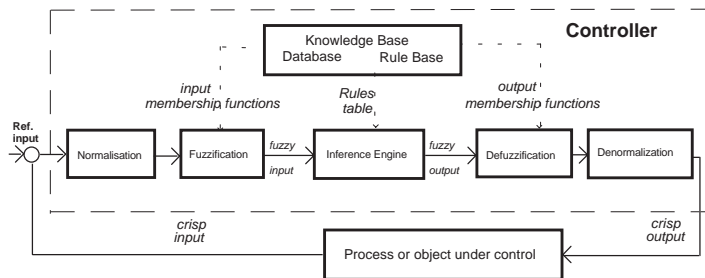 Controller
Knowledge Base
Database Rule Base
input
membership functions
Rules
table
output
membership functions
Ref.
input
Normalisation
Fuzzification
fuzzy
input
Inference Engine
fuzzy
output
Defuzzification
Denormalization
crisp
input
Process or object under control
crisp
output